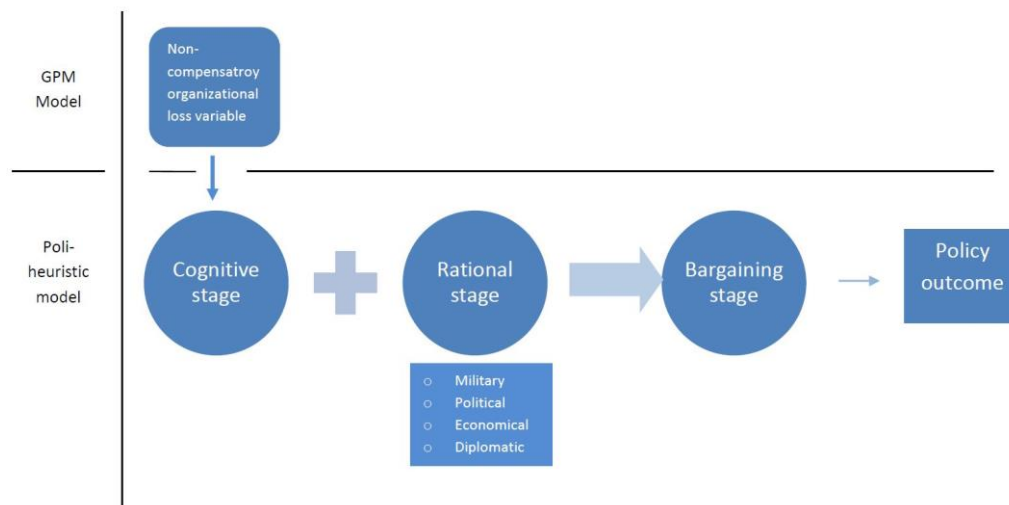 GPM
Model
Non-
compensatroy
organizational
loss variable
Poli-
heuristic
model
Cognitive
stage
Rational
stage
Bargaining
stage
Policy
outcome
o Military
o Political
o Economical
o Diplomatic